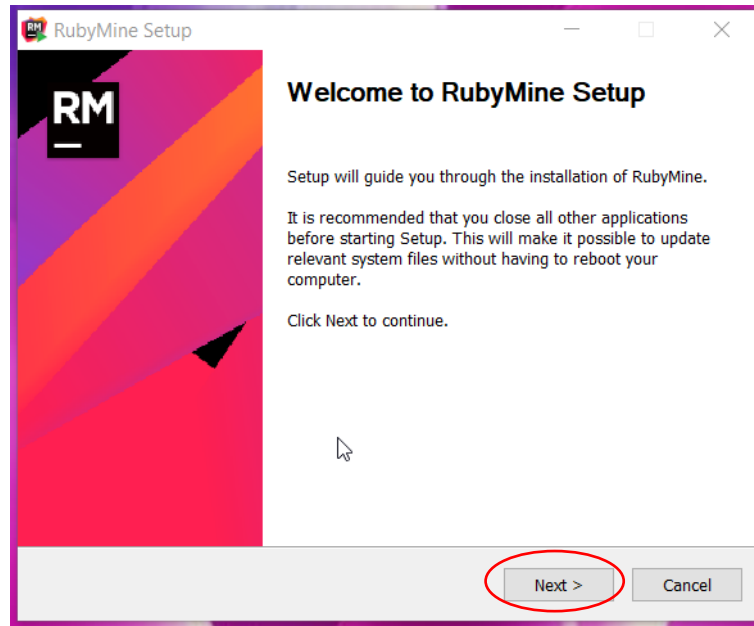 RubyMine Setup
RM
Welcome to RubyMine Setup
Setup will guide you through the installation of RubyMine.
It is recommended that you close all other applications
before starting Setup. This will make it possible to update
relevant system files without having to reboot your
computer.
Click Next to continue.
Next >
Cancel